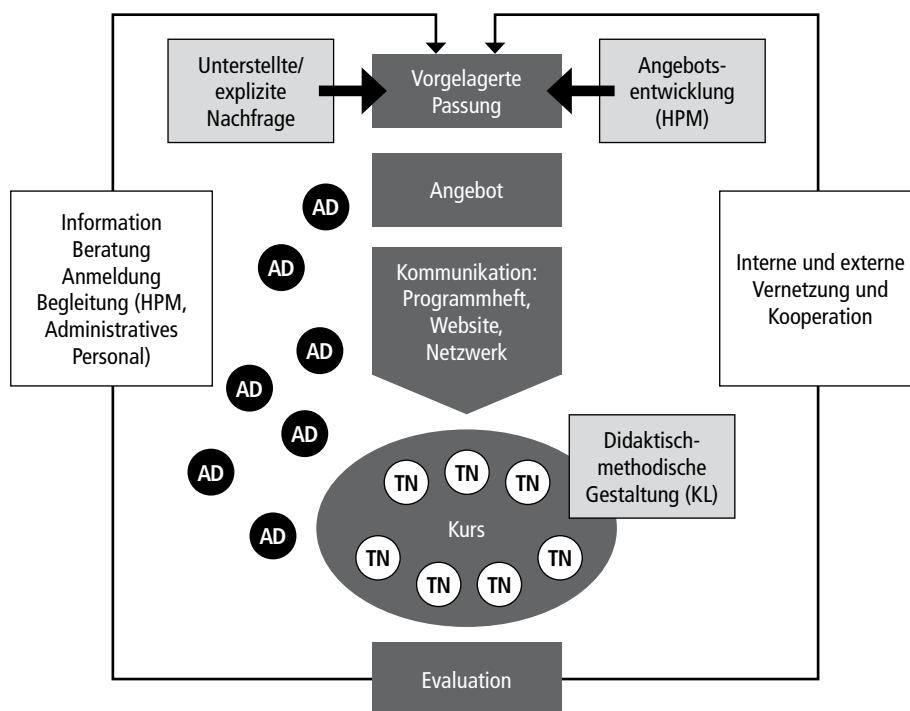 Unterstellte/
explizite
Nachfrage
Vorgelagerte
Passung
Angebots-
entwicklung
(HPM)
Angebot
AD
AD
Information
Beratung
Anmeldung
Begleitung (HPM,
Administratives
Personal)
Kommunikation:
Programmheft,
Website,
Netzwerk
Interne und externe
Vernetzung und
Kooperation
AD
AD
AD
AD
AD
Didaktisch-
methodische
Gestaltung (KL)
TN
TN
TN
Kurs
TN
TN
TN
TN
Evaluation